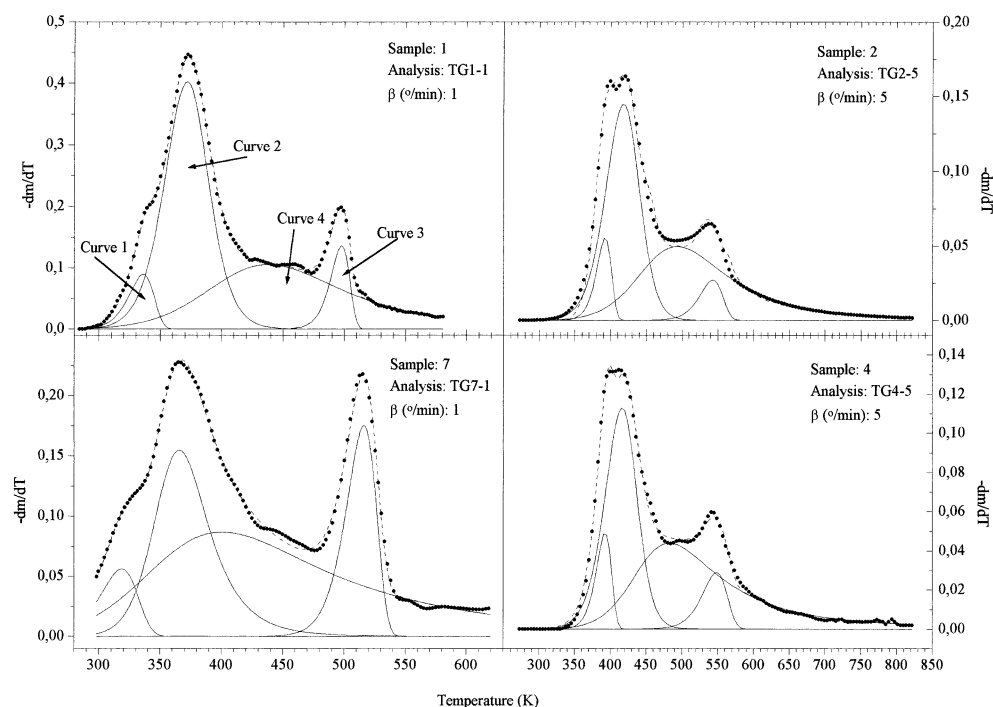 0,5
0,4
0,3
0,2
0,1
0,0
-dm/dT
Sample: 1
Analysis: TG1-1
β (º/min): 1
Curve 2
Curve 4
Curve 1
Curve 3
Sample: 2
Analysis: TG2-5
β (º/min): 5
0,20
0,15
0,10
0,05
0,00
-dm/dT
0,20
0,15
0,10
0,05
0,00
-dm/dT
Sample: 7
Analysis: TG7-1
β (º/min): 1
300 350 400 450 500 550 600
Sample: 4
Analysis: TG4-5
β (º/min): 5
0,14
0,12
0,10
0,08
0,06
0,04
0,02
0,00
-dm/dT
300 350 400 450 500 550 600 650 700 750 800 850
Temperature (K)